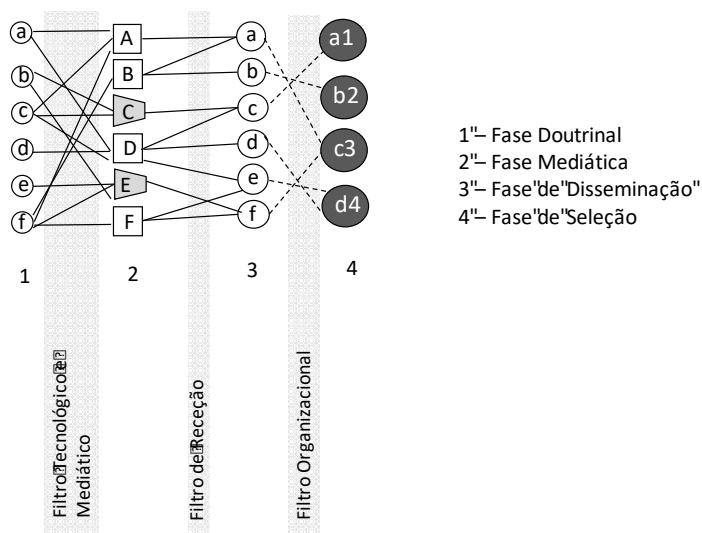 a
b
c
d
e
f
A
B
C
D
E
F
a
b
c
d
e
f
a1
b2
c3
d4
1
2
3
4
1"– Fase Doutrinal
2"– Fase Mediática
3"– Fase"de"Disseminação"
4"– Fase"de"Seleção
Filtro⍰Tecnológico⍰e⍰
Mediático
Filtro de⍰Receção
Filtro Organizacional